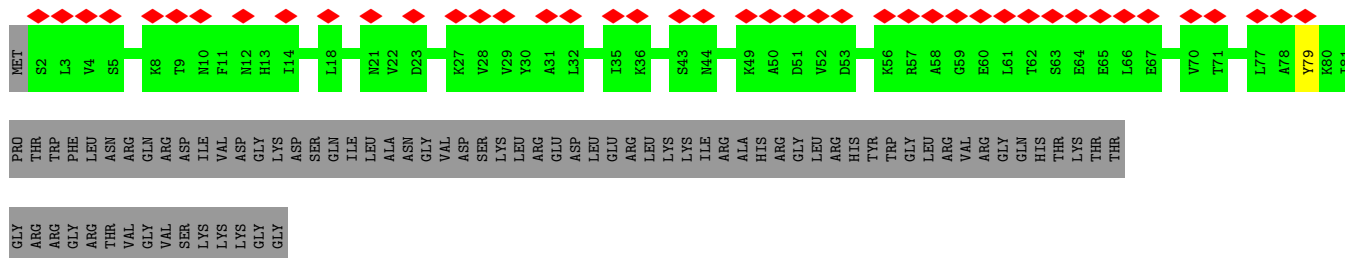 MET S2 L3 V4 S5 K8 T9 N10 F11 N12 H13 I14 L18 N21 V22 D23 K27 V28 V29 Y30 A31 L32 I35 K36 S43 N44 K49 A50 D51 V52 D53 K56 R57 A58 G59 E60 L61 T62 S63 E64 E65 L66 E67 V70 T71 L77 A78 Y79 K80
PRO THR TRP PHE LEU ASN ARG GLN ARG ASP ILE VAL ASP GLY LYS ASP SER GLN ILE LEU ALA ASN GLY VAL ASP SER LYS LEU ARG GLU ASP LEU GLU ARG LEU LYS LYS ILE ARG ALA HIS ARG GLY LEU ARG HIS TYR TRP GLY LEU ARG VAL ARG GLY GLN HIS THR LYS THR THR
GLY ARG ARG GLY ARG THR VAL GLY VAL SER LYS LYS LYS GLY GLY